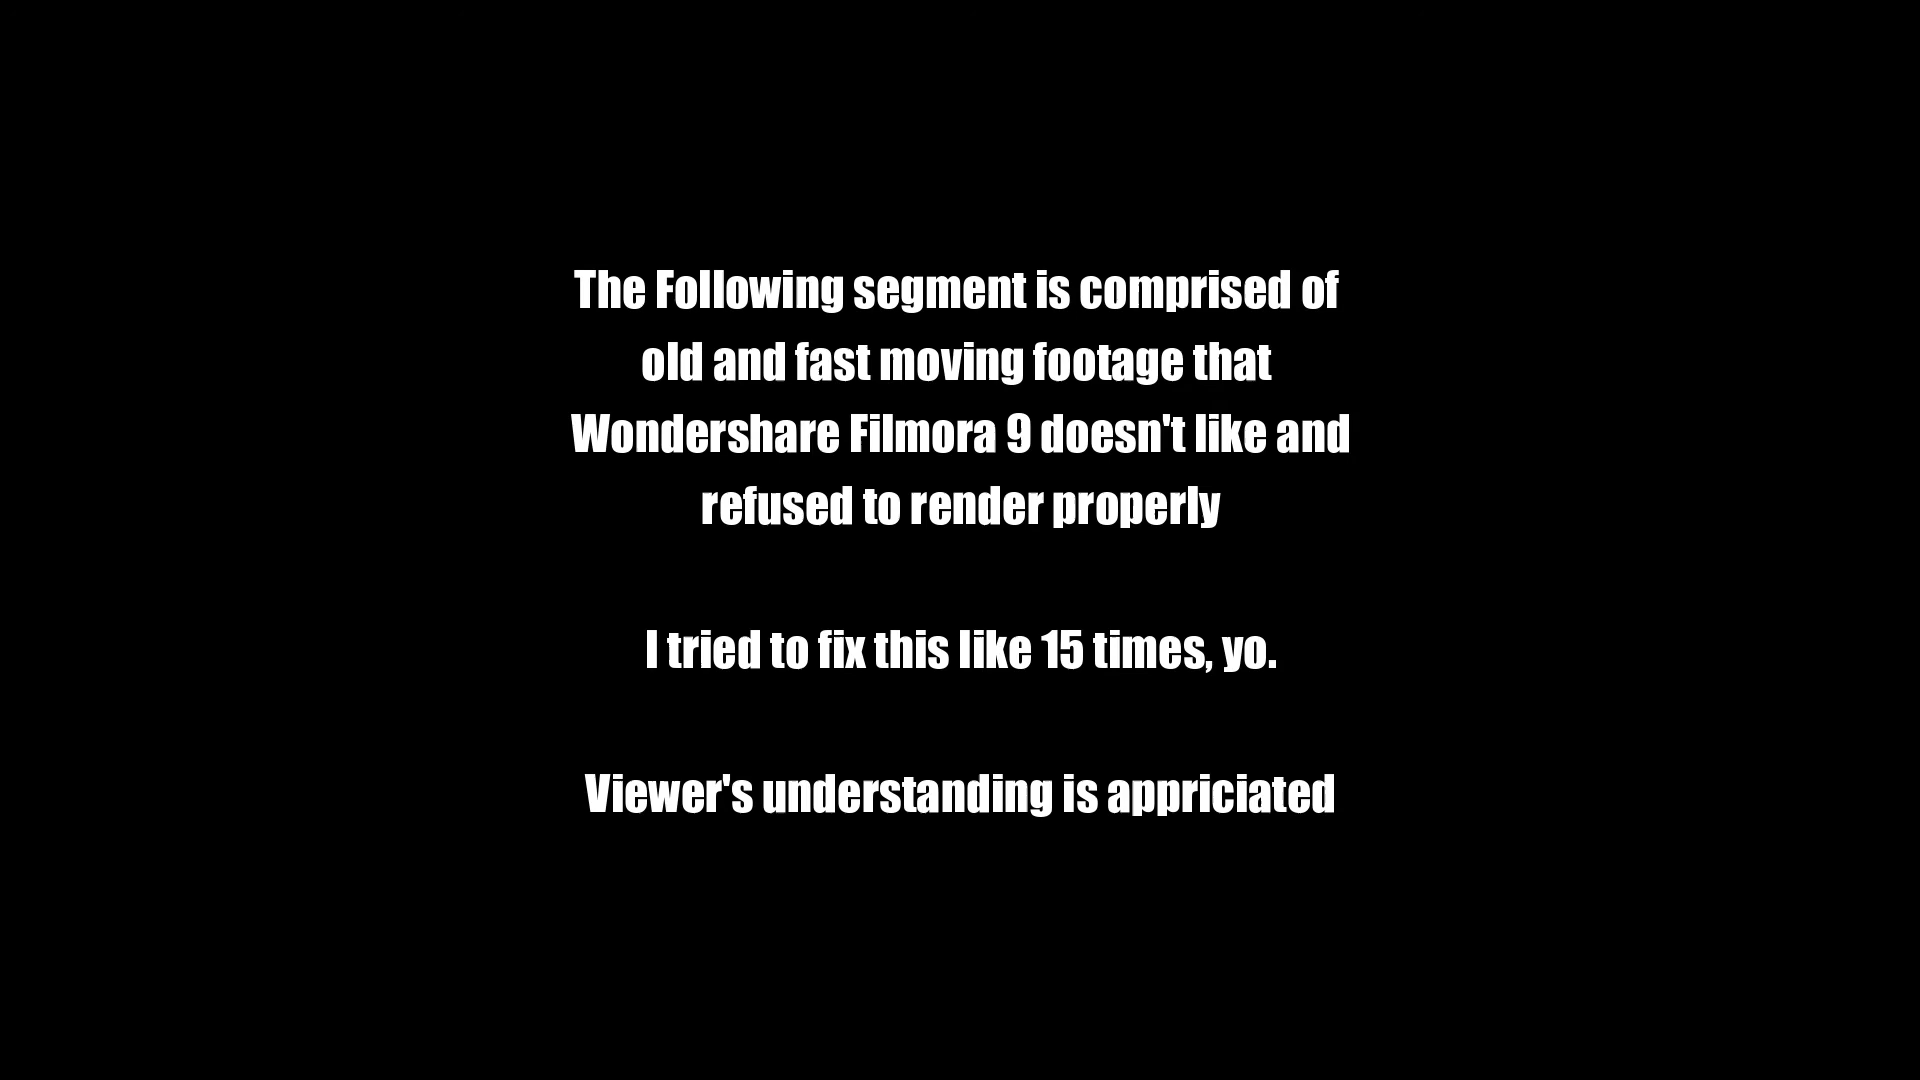 The Following segment is comprised of
old and fast moving footage that
Wondershare Filmora 9 doesn't like and
refused to render properly
I tried to fix this like 15 times, yo.
Viewer's understanding is appriciated